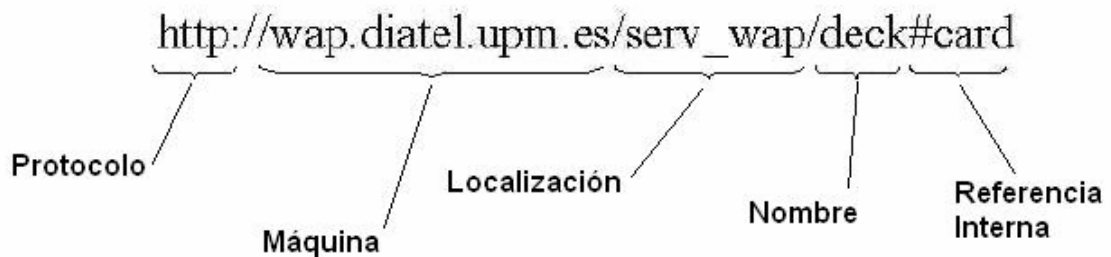 http://wap.diatel.upm.es/serv_wap/deck#card
Protocolo
Máquina
Localización
Nombre
Referencia
Interna